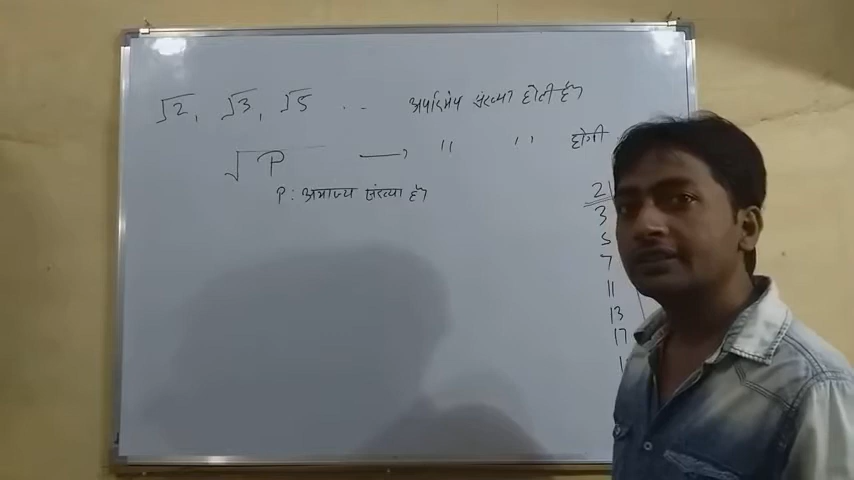 √2, √3, √5 .. अपरिमेय संख्या होती है।
√P → " " होगी
P : अभाज्य संख्या है।
2
3
5
7
11
13
17